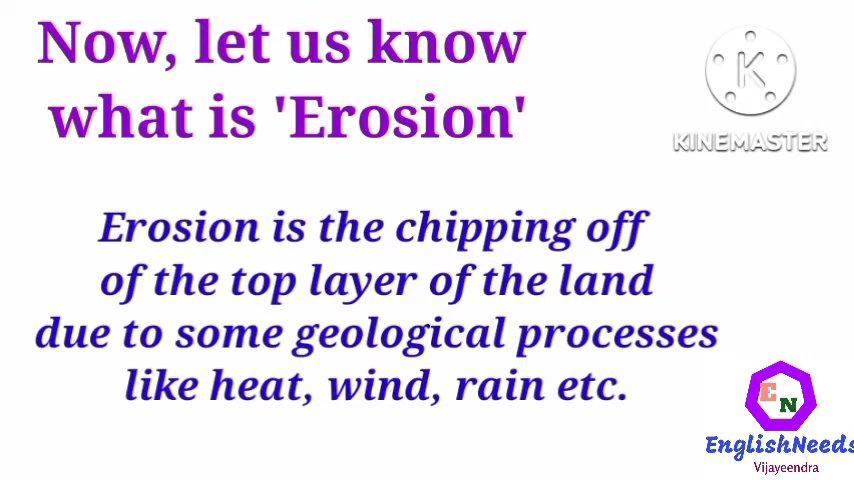 Now, let us know
what is 'Erosion'
KINEMASTER
Erosion is the chipping off
of the top layer of the land
due to some geological processes
like heat, wind, rain etc.
EN
EnglishNeeds
Vijayeendra